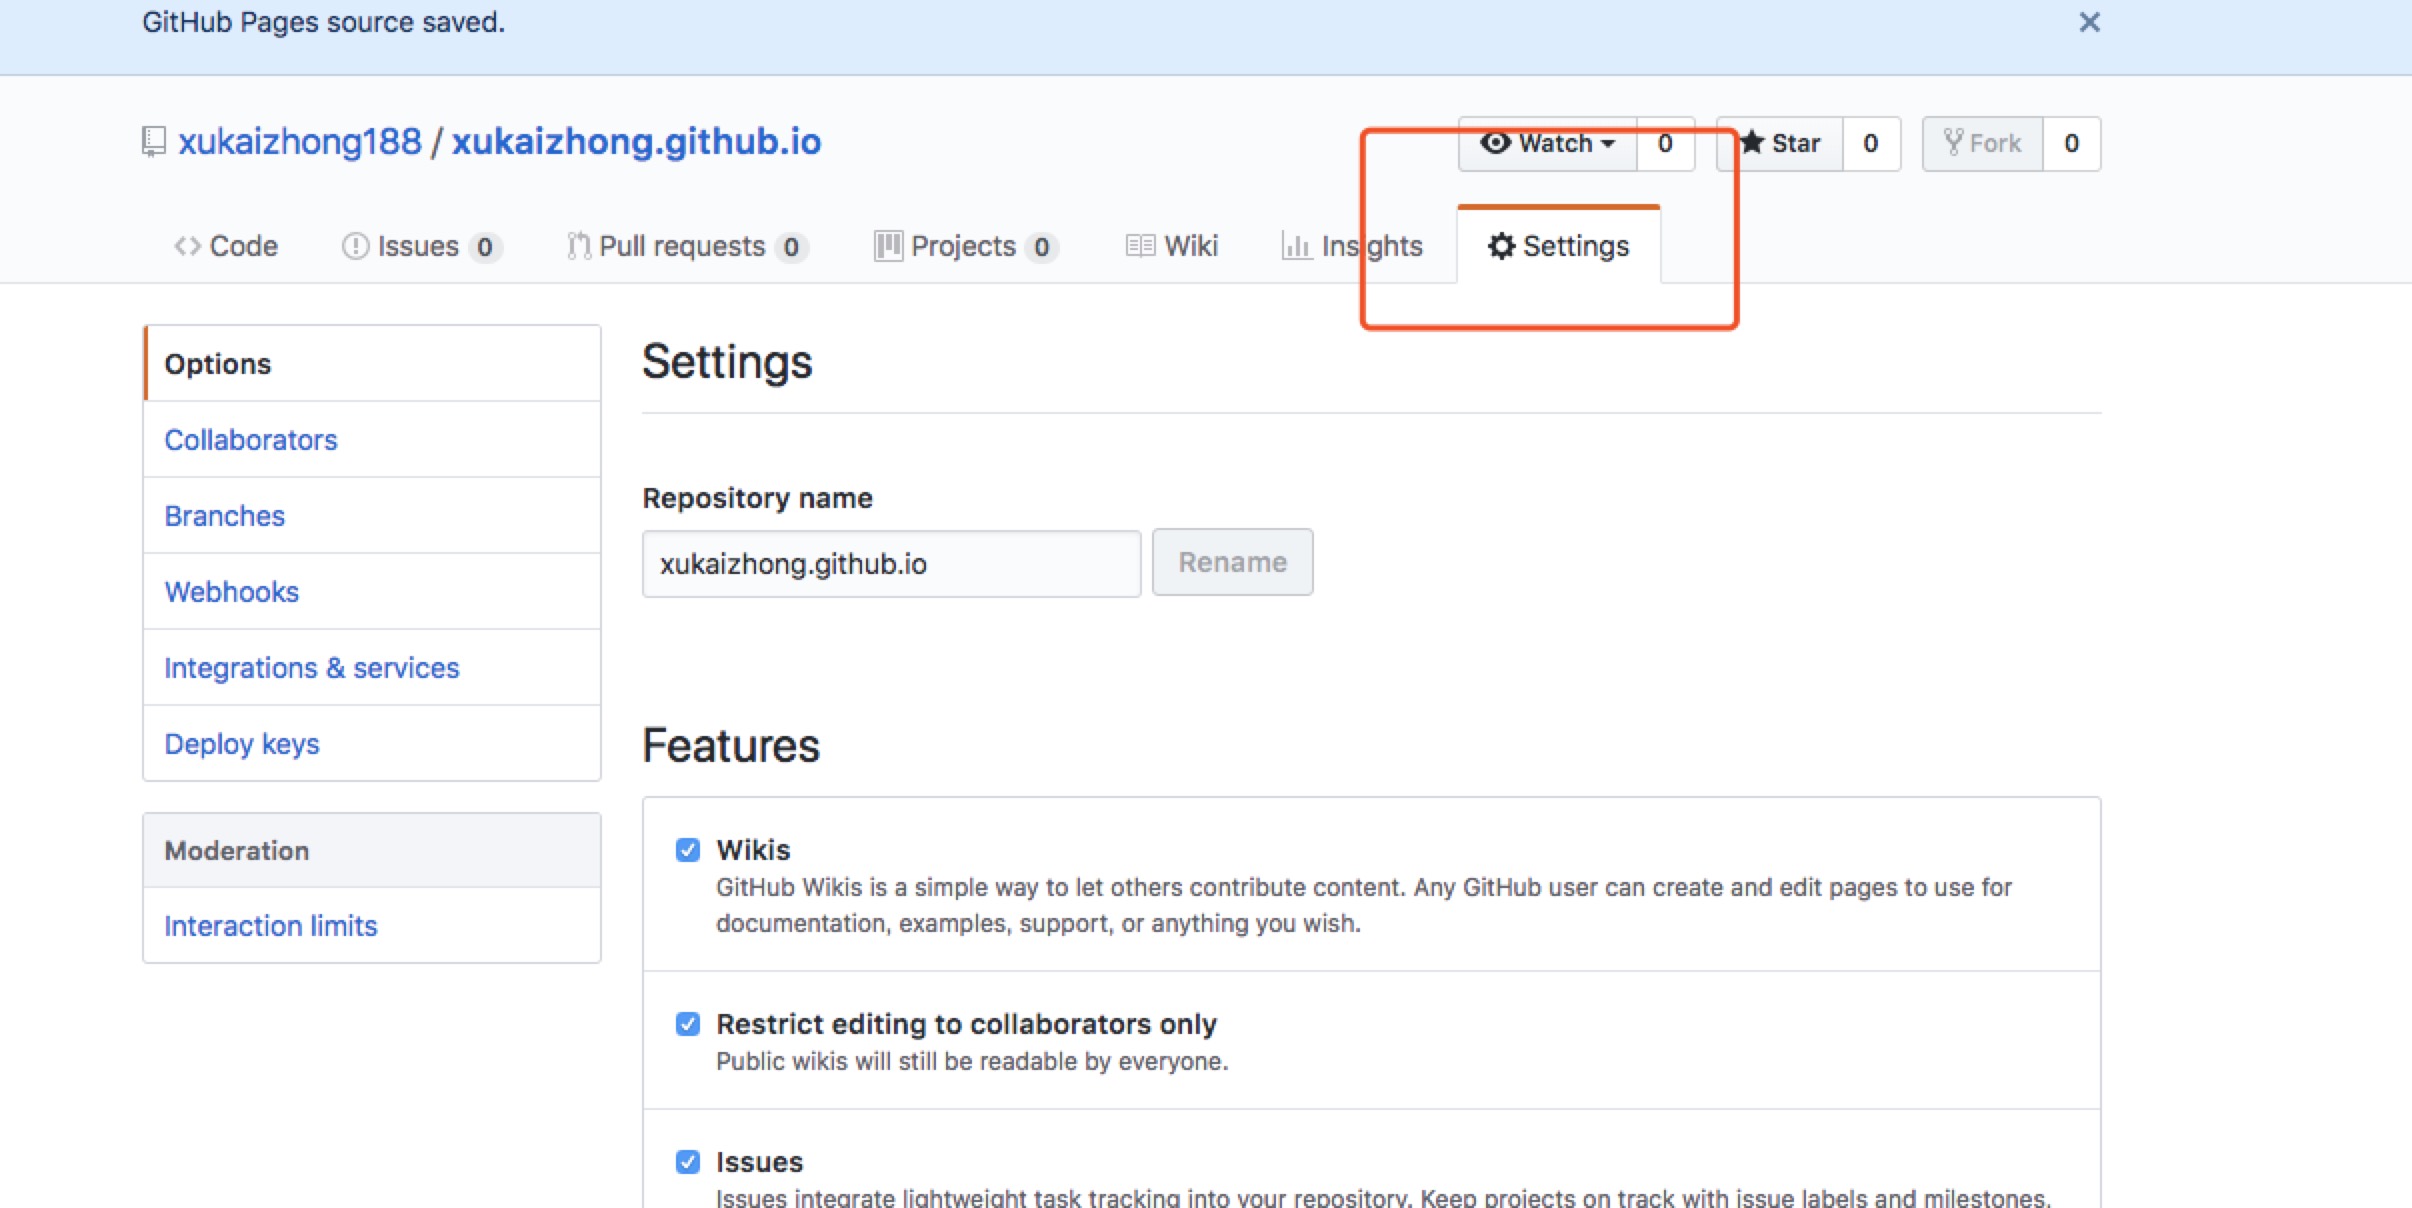 GitHub Pages source saved.
xukaizhong188 / xukaizhong.github.io
Watch 0 Star 0 Fork 0
Code Issues 0 Pull requests 0 Projects 0 Wiki Insights Settings
Options
Collaborators
Branches
Webhooks
Integrations & services
Deploy keys
Moderation
Interaction limits
Settings
Repository name
xukaizhong.github.io Rename
Features
Wikis
GitHub Wikis is a simple way to let others contribute content. Any GitHub user can create and edit pages to use for
documentation, examples, support, or anything you wish.
Restrict editing to collaborators only
Public wikis will still be readable by everyone.
Issues
Issues integrate lightweight task tracking into your repository. Keep projects on track with issue labels and milestones,